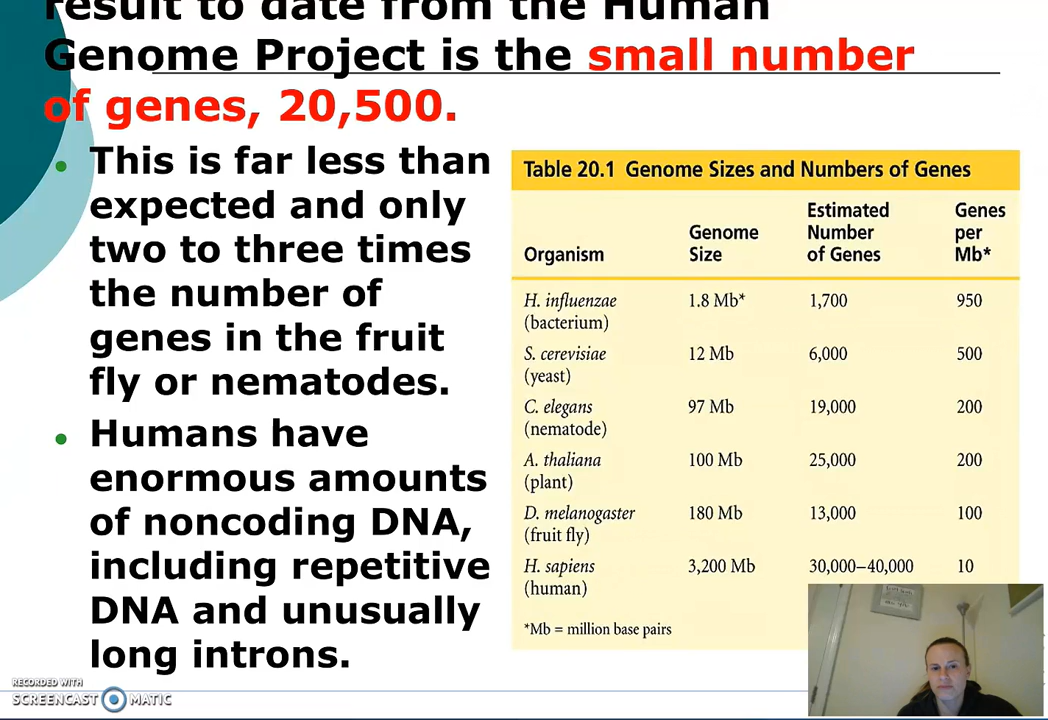 result to date from the Human
Genome Project is the small number
of genes, 20,500.
• This is far less than
expected and only
two to three times
the number of
genes in the fruit
fly or nematodes.
• Humans have
enormous amounts
of noncoding DNA,
including repetitive
DNA and unusually
long introns.
Table 20.1 Genome Sizes and Numbers of Genes
Organism Genome Size Estimated Number of Genes Genes per Mb*
H. influenzae (bacterium) 1.8 Mb* 1,700 950
S. cerevisiae (yeast) 12 Mb 6,000 500
C. elegans (nematode) 97 Mb 19,000 200
A. thaliana (plant) 100 Mb 25,000 200
D. melanogaster (fruit fly) 180 Mb 13,000 100
H. sapiens (human) 3,200 Mb 30,000–40,000 10
*Mb = million base pairs
RECORDED WITH
SCREENCAST MATIC